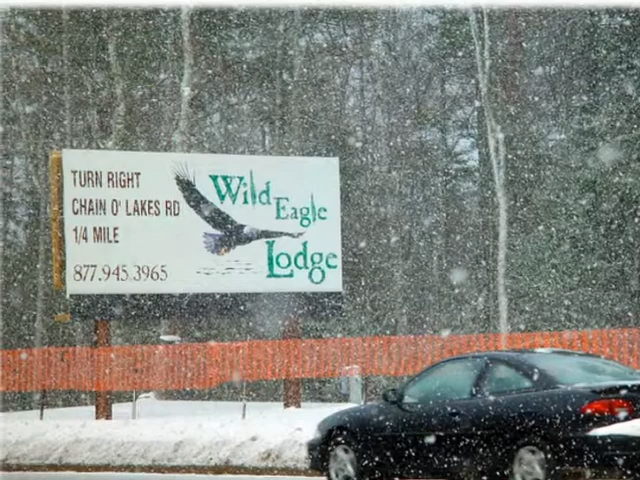 TURN RIGHT
CHAIN O' LAKES RD
1/4 MILE
877.945.3965
Wild
Eagle
Lodge